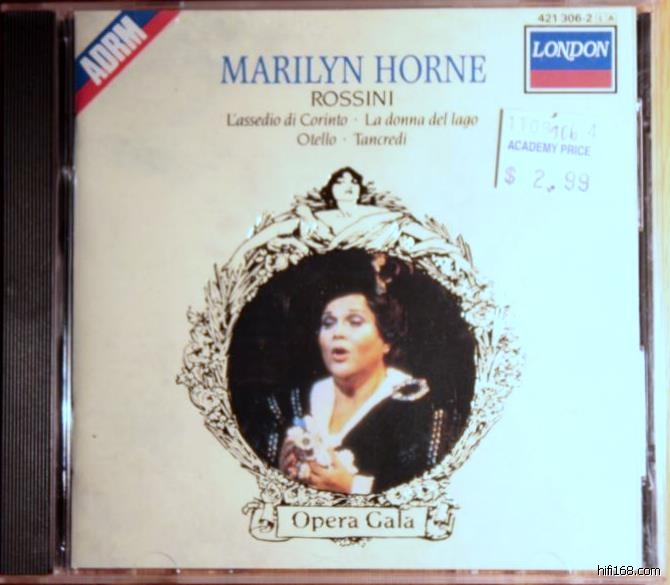 421 306-2 LA
ADRM
LONDON
MARILYN HORNE
ROSSINI
L'assedio di Corinto · La donna del lago
Otello · Tancredi
ACADEMY PRICE
$ 2.99
Opera Gala
hifi168.com